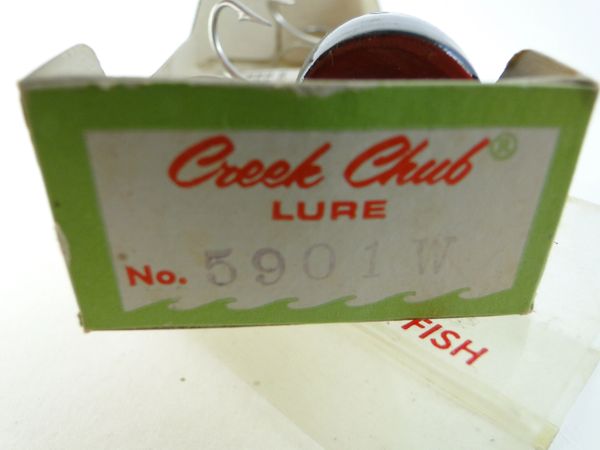 Creek Chub®
LURE
No. 5901 W
FISH